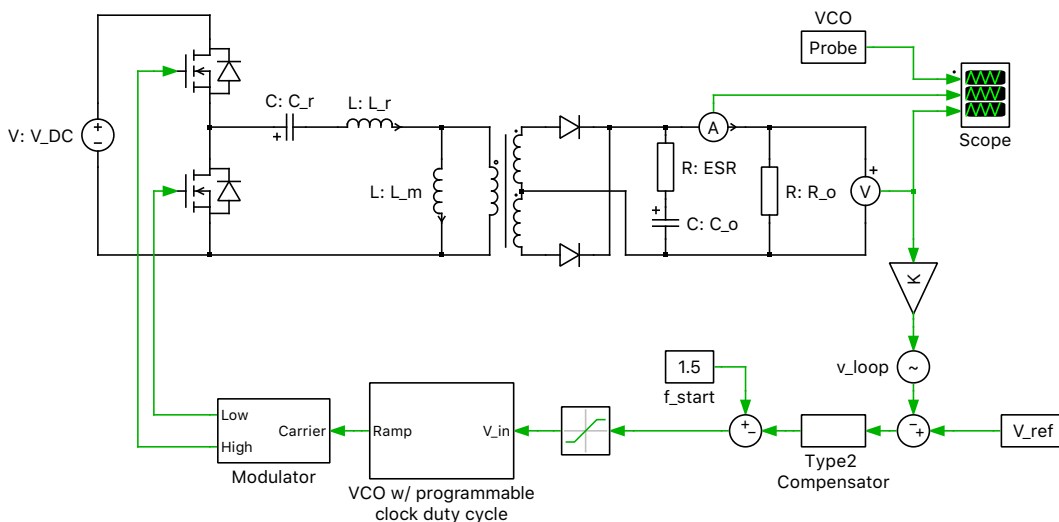 VCO
Probe
Scope
C: C_r
L: L_r
V: V_DC
A
R: ESR
L: L_m
R: R_o
V
C: C_o
K
v_loop
1.5
f_start
Low
High
Carrier
Modulator
Ramp
V_in
VCO w/ programmable
clock duty cycle
Type2
Compensator
V_ref